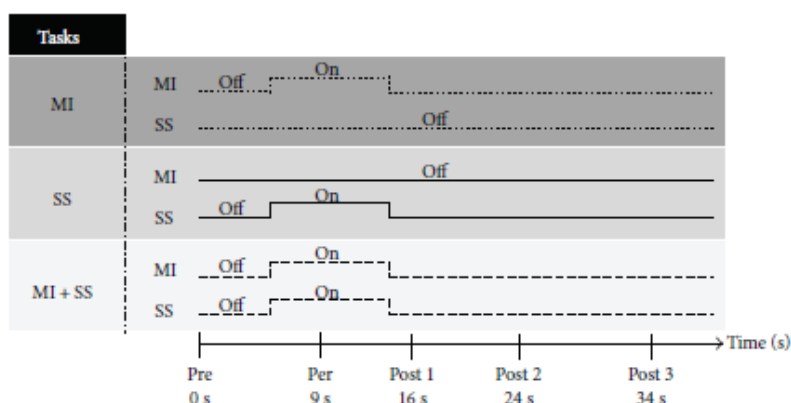 Tasks
MI
MI Off On
SS Off
SS
MI Off
SS Off On
MI + SS
MI Off On
SS Off On
Time (s)
Pre Per Post 1 Post 2 Post 3
0 s 9 s 16 s 24 s 34 s